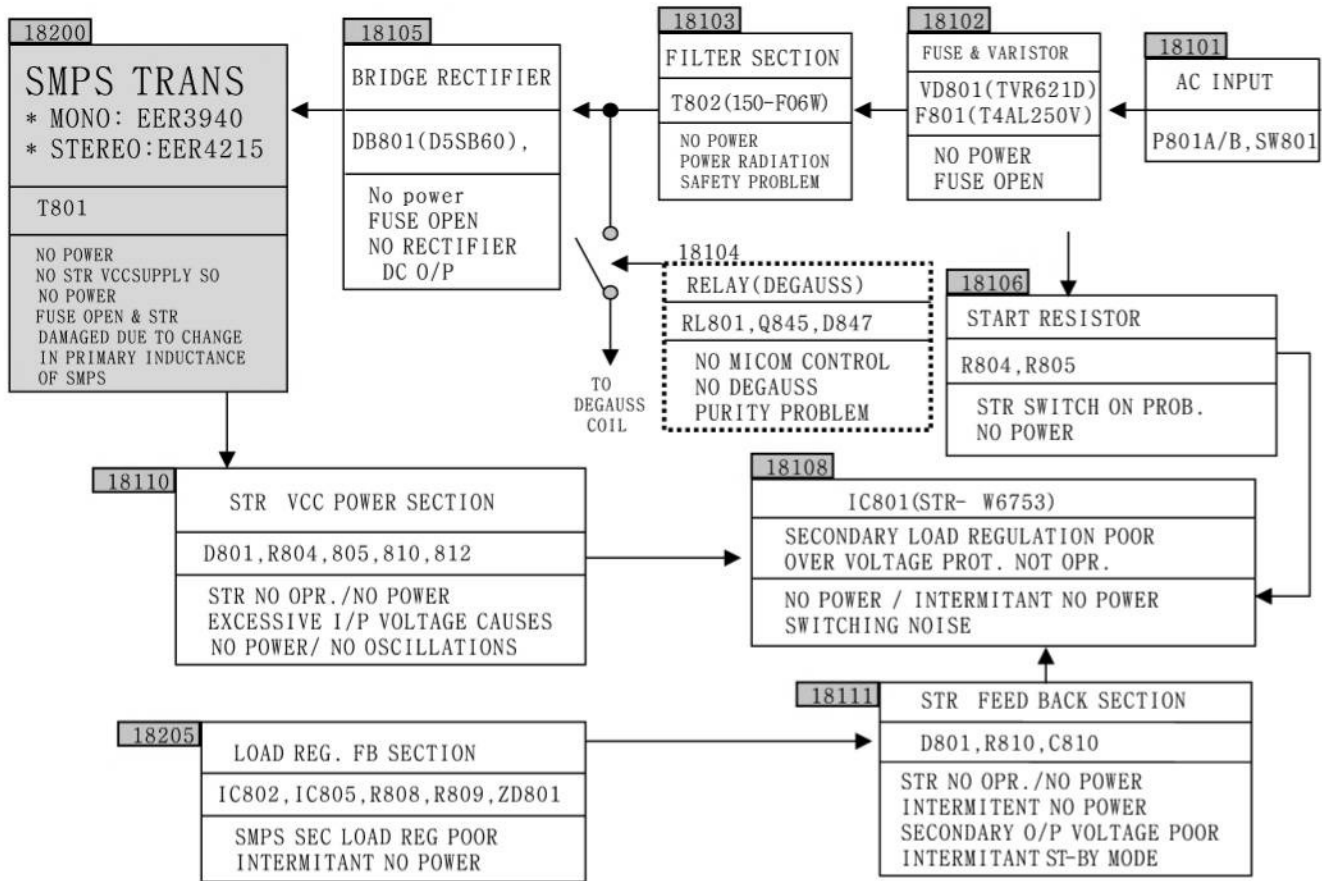 18200
SMPS TRANS
* MONO: EER3940
* STEREO:EER4215
T801
NO POWER
NO STR VCCSUPPLY SO
NO POWER
FUSE OPEN & STR
DAMAGED DUE TO CHANGE
IN PRIMARY INDUCTANCE
OF SMPS
18105
BRIDGE RECTIFIER
DB801(D5SB60),
No power
FUSE OPEN
NO RECTIFIER
DC O/P
18103
FILTER SECTION
T802(150-F06W)
NO POWER
POWER RADIATION
SAFETY PROBLEM
18102
FUSE & VARISTOR
VD801(TVR621D)
F801(T4AL250V)
NO POWER
FUSE OPEN
18101
AC INPUT
P801A/B,SW801
18104
RELAY(DEGAUSS)
RL801,Q845,D847
NO MICOM CONTROL
NO DEGAUSS
PURITY PROBLEM
TO
DEGAUSS
COIL
18106
START RESISTOR
R804,R805
STR SWITCH ON PROB.
NO POWER
18110
STR VCC POWER SECTION
D801,R804,805,810,812
STR NO OPR./NO POWER
EXCESSIVE I/P VOLTAGE CAUSES
NO POWER/ NO OSCILLATIONS
18108
IC801(STR- W6753)
SECONDARY LOAD REGULATION POOR
OVER VOLTAGE PROT. NOT OPR.
NO POWER / INTERMITANT NO POWER
SWITCHING NOISE
18205
LOAD REG. FB SECTION
IC802,IC805,R808,R809,ZD801
SMPS SEC LOAD REG POOR
INTERMITANT NO POWER
18111
STR FEED BACK SECTION
D801,R810,C810
STR NO OPR./NO POWER
INTERMITENT NO POWER
SECONDARY O/P VOLTAGE POOR
INTERMITANT ST-BY MODE